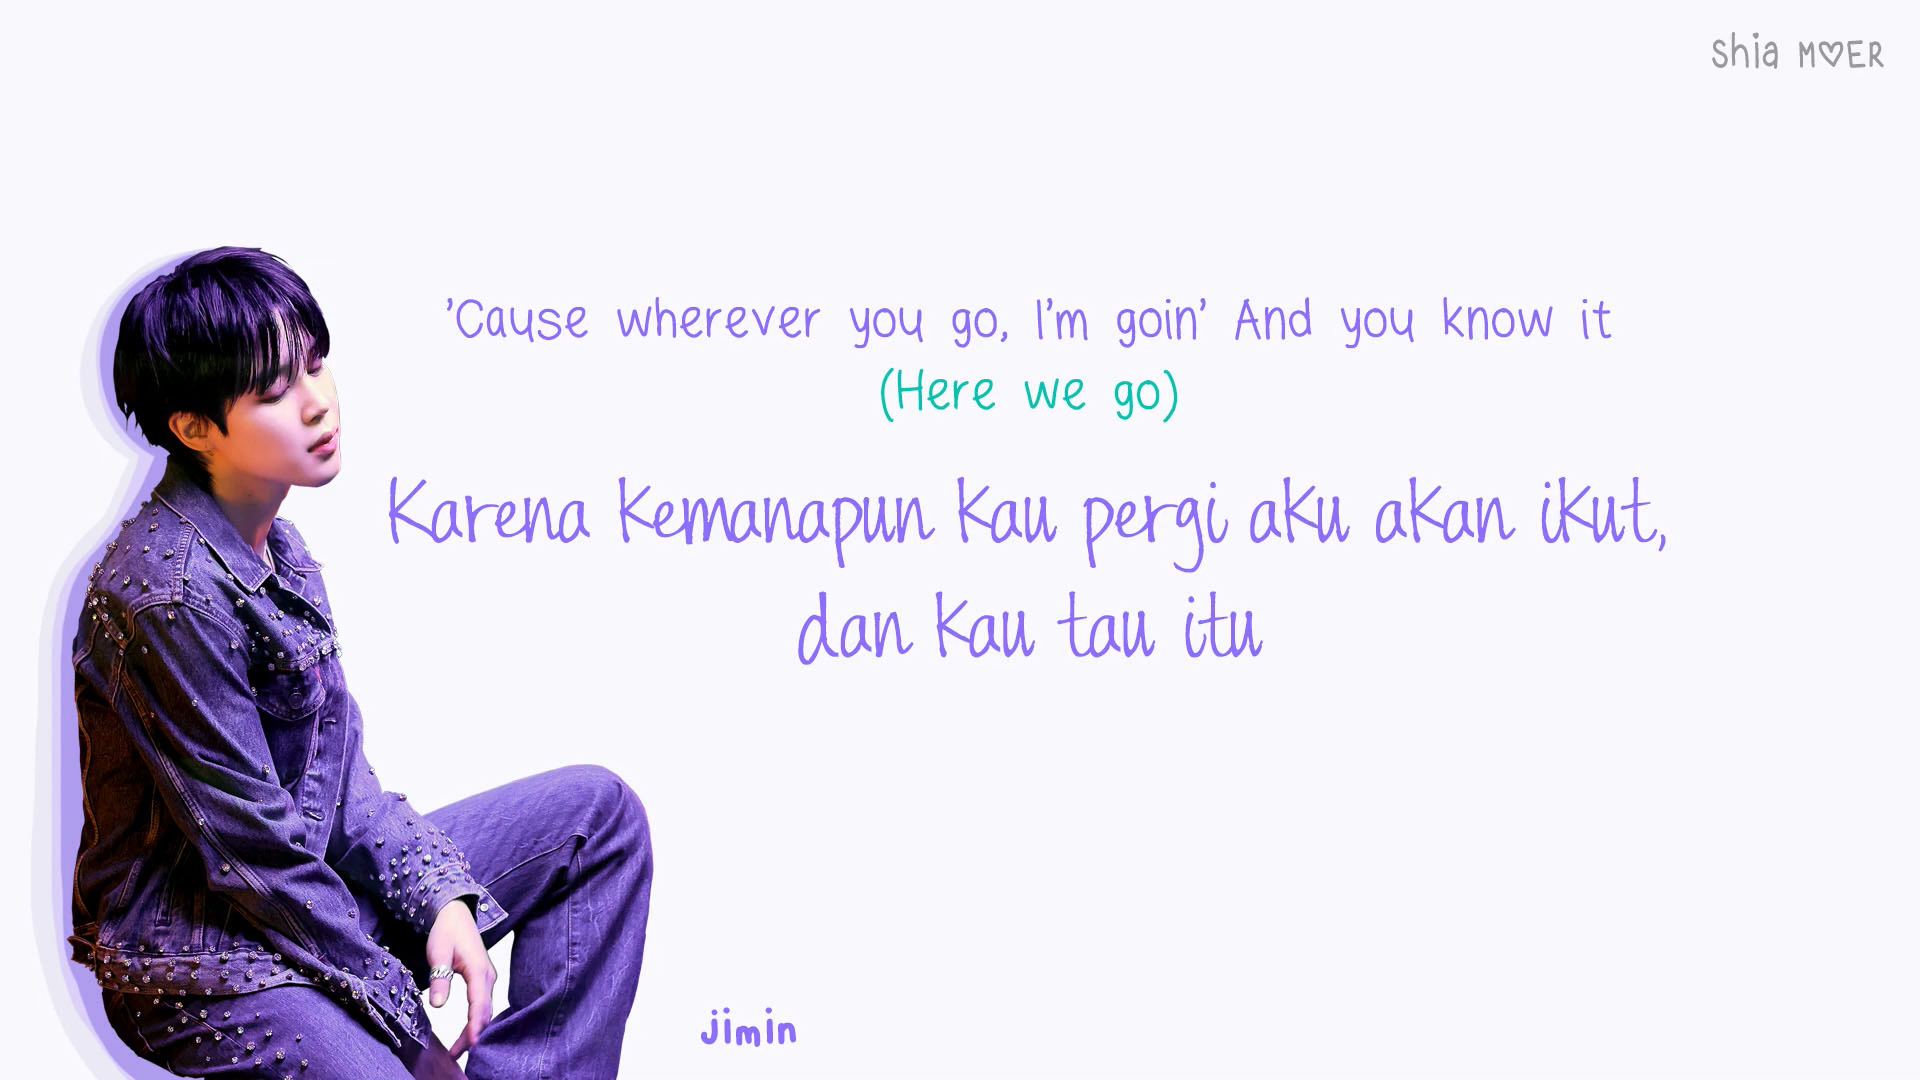 Shia M♡ER
'Cause wherever you go, I'm goin' And you know it
(Here we go)
Karena kemanapun kau pergi aku akan ikut,
dan kau tau itu
jimin